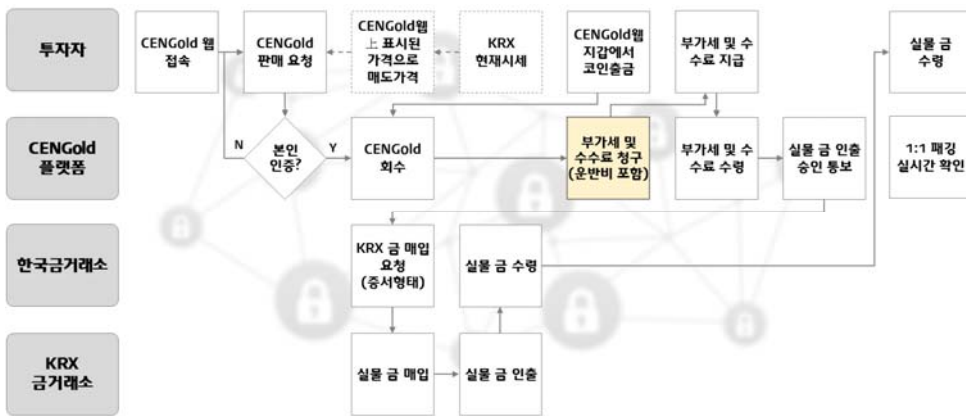 투자자
CENGold 웹
접속
CENGold
판매 요청
CENGold웹
上 표시된
가격으로
매도가격
KRX
현재시세
CENGold웹
지갑에서
코인출금
부가세 및 수
수료 지급
실물 금
수령
CENGold
플랫폼
N
본인
인증?
Y
CENGold
회수
부가세 및
수수료 청구
(운반비 포함)
부가세 및 수
수료 수령
실물 금 인출
승인 통보
1:1 패깅
실시간 확인
한국금거래소
KRX 금 매입
요청
(증서형태)
실물 금 수령
KRX
금거래소
실물 금 매입
실물 금 인출